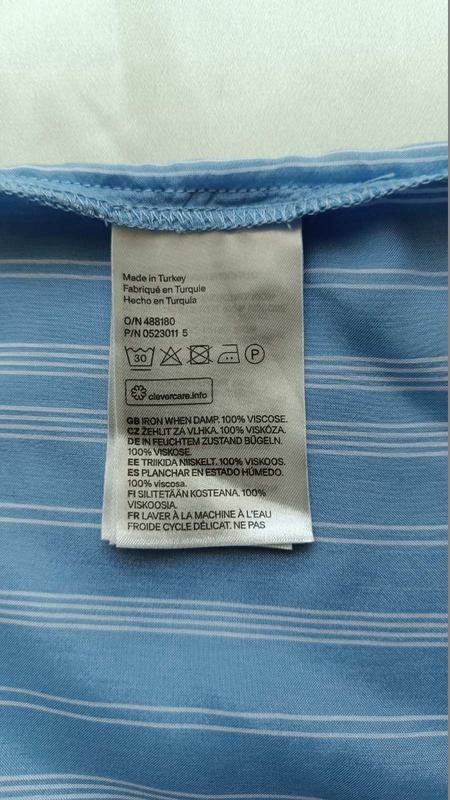 Made in Turkey
Fabriqué en Turquie
Hecho en Turquía
O/N 488180
P/N 0523011 5
30 P
clevercare.info
GB IRON WHEN DAMP. 100% VISCOSE.
CZ ŽEHLIT ZA VLHKA. 100% VISKÓZA.
DE IN FEUCHTEM ZUSTAND BÜGELN.
100% VISKOSE.
EE TRIIKIDA NIISKELT. 100% VISKOOS.
ES PLANCHAR EN ESTADO HÚMEDO.
100% viscosa.
FI SILITETÄÄN KOSTEANA. 100%
VISKOOSIA.
FR LAVER À LA MACHINE À L'EAU
FROIDE CYCLE DÉLICAT. NE PAS